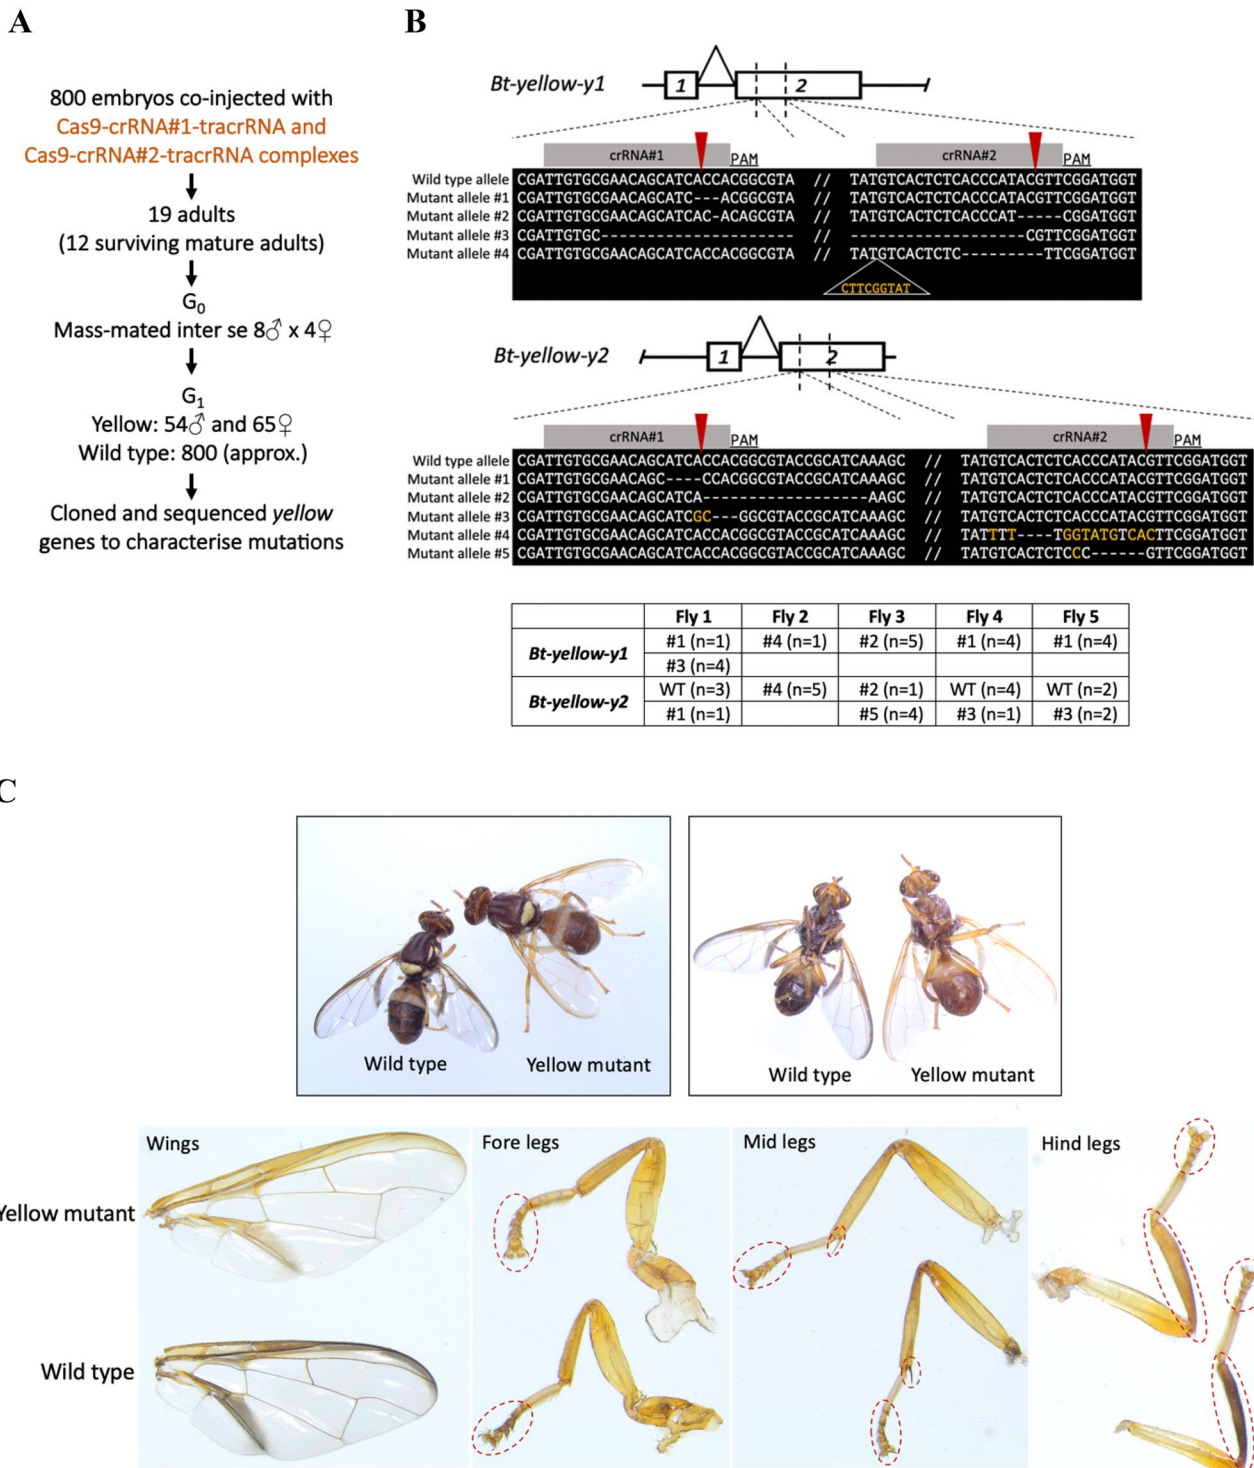 A
800 embryos co-injected with
Cas9-crRNA#1-tracrRNA and
Cas9-crRNA#2-tracrRNA complexes
19 adults
(12 surviving mature adults)
G0
Mass-mated inter se 8♂ x 4♀
G1
Yellow: 54♂ and 65♀
Wild type: 800 (approx.)
Cloned and sequenced yellow
genes to characterise mutations
B
Bt-yellow-y1 1 2
crRNA#1 PAM crRNA#2 PAM
Wild type allele CGATTGTGCGAACAGCATCACCACGGCGTA // TATGTCACTCTCACCCATACGTTCGGATGGT
Mutant allele #1 CGATTGTGCGAACAGCATC---ACGGCGTA // TATGTCACTCTCACCCATACGTTCGGATGGT
Mutant allele #2 CGATTGTGCGAACAGCATCAC-ACAGCGTA // TATGTCACTCTCACCCAT-----CGGATGGT
Mutant allele #3 CGATTGTGC--------------------- // -------------------CGTTCGGATGGT
Mutant allele #4 CGATTGTGCGAACAGCATCACCACGGCGTA // TATGTCACTCTC---------TTCGGATGGT
CTTCGGTAT
Bt-yellow-y2 1 2
crRNA#1 PAM crRNA#2 PAM
Wild type allele CGATTGTGCGAACAGCATCACCACGGCGTACCGCATCAAAGC // TATGTCACTCTCACCCATACGTTCGGATGGT
Mutant allele #1 CGATTGTGCGAACAGC----CCACGGCGTACCGCATCAAAGC // TATGTCACTCTCACCCATACGTTCGGATGGT
Mutant allele #2 CGATTGTGCGAACAGCATCA------------------AAGC // TATGTCACTCTCACCCATACGTTCGGATGGT
Mutant allele #3 CGATTGTGCGAACAGCATCGC---GGCGTACCGCATCAAAGC // TATGTCACTCTCACCCATACGTTCGGATGGT
Mutant allele #4 CGATTGTGCGAACAGCATCACCACGGCGTACCGCATCAAAGC // TATTTT----TGGTATGTCACTTCGGATGGT
Mutant allele #5 CGATTGTGCGAACAGCATCACCACGGCGTACCGCATCAAAGC // TATGTCACTCTCCC------GTTCGGATGGT
Fly 1 Fly 2 Fly 3 Fly 4 Fly 5
Bt-yellow-y1 #1 (n=1) #4 (n=1) #2 (n=5) #1 (n=4) #1 (n=4)
#3 (n=4)
Bt-yellow-y2 WT (n=3) #4 (n=5) #2 (n=1) WT (n=4) WT (n=2)
#1 (n=1) #5 (n=4) #3 (n=1) #3 (n=2)
C
Wild type Yellow mutant
Wild type Yellow mutant
Wings Fore legs Mid legs Hind legs
Yellow mutant
Wild type